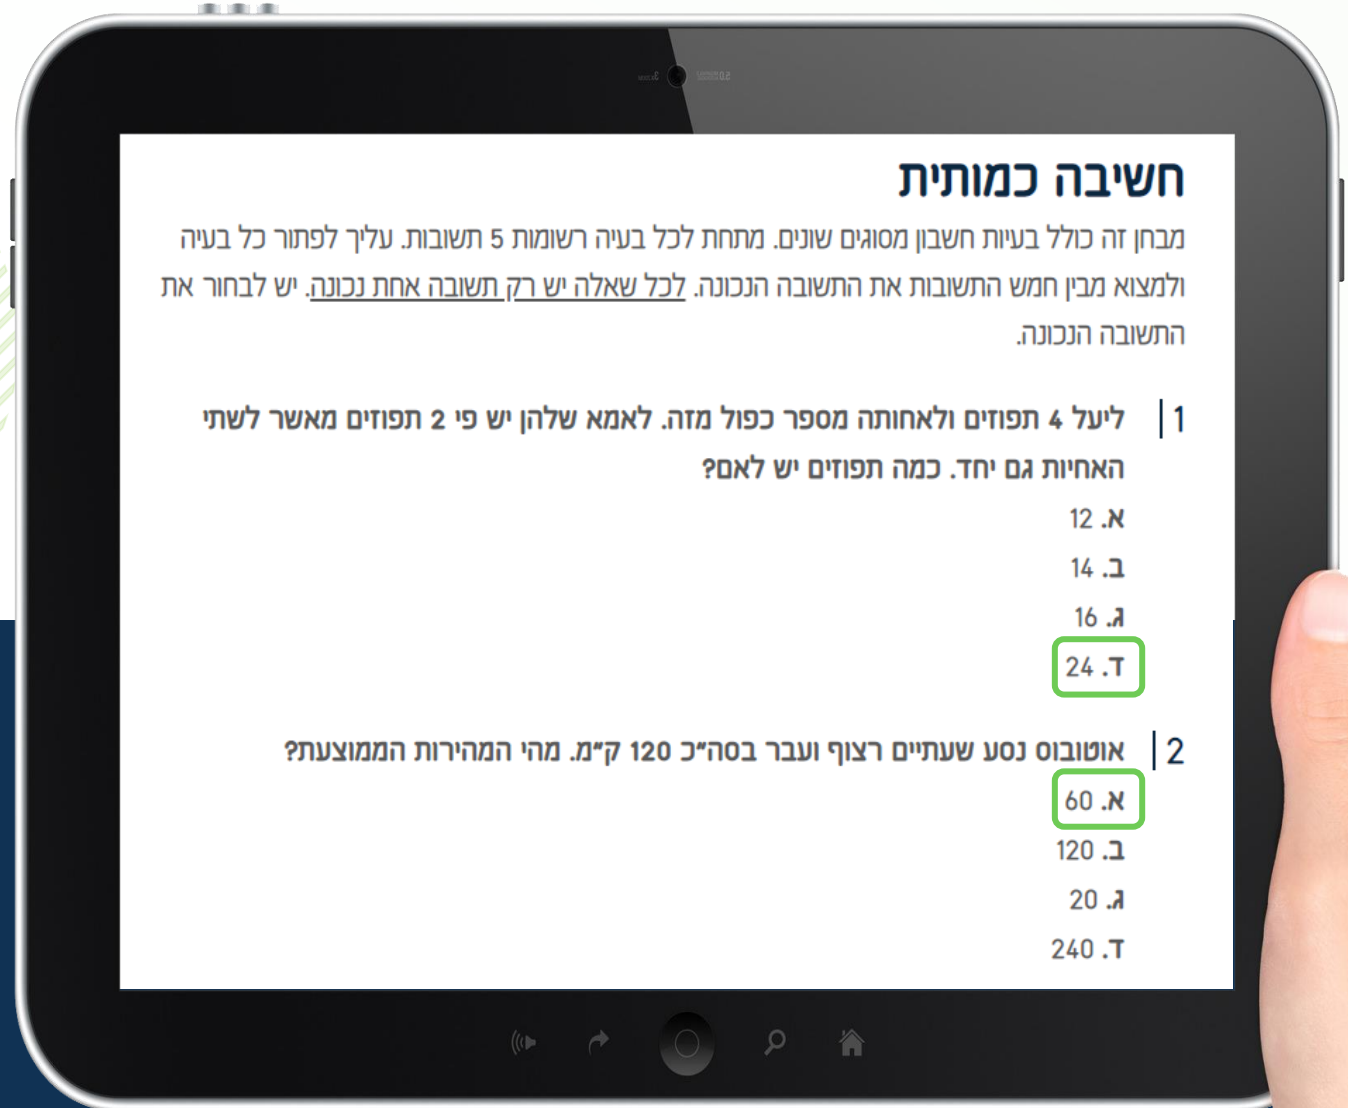 חשיבה כמותית
מבחן זה כולל בעיות חשבון מסוגים שונים. מתחת לכל בעיה רשומות 5 תשובות. עליך לפתור כל בעיה
ולמצוא מבין חמש התשובות את התשובה הנכונה. לכל שאלה יש רק תשובה אחת נכונה. יש לבחור את
התשובה הנכונה.
1| ליעל 4 תפוזים ולאחותה מספר כפול מזה. לאמא שלהן יש פי 2 תפוזים מאשר לשתי
האחיות גם יחד. כמה תפוזים יש לאם?
א. 12
ב. 14
ג. 16
ד. 24
2| אוטובוס נסע שעתיים רצוף ועבר בסה״כ 120 ק״מ. מהי המהירות הממוצעת?
א. 60
ב. 120
ג. 20
ד. 240